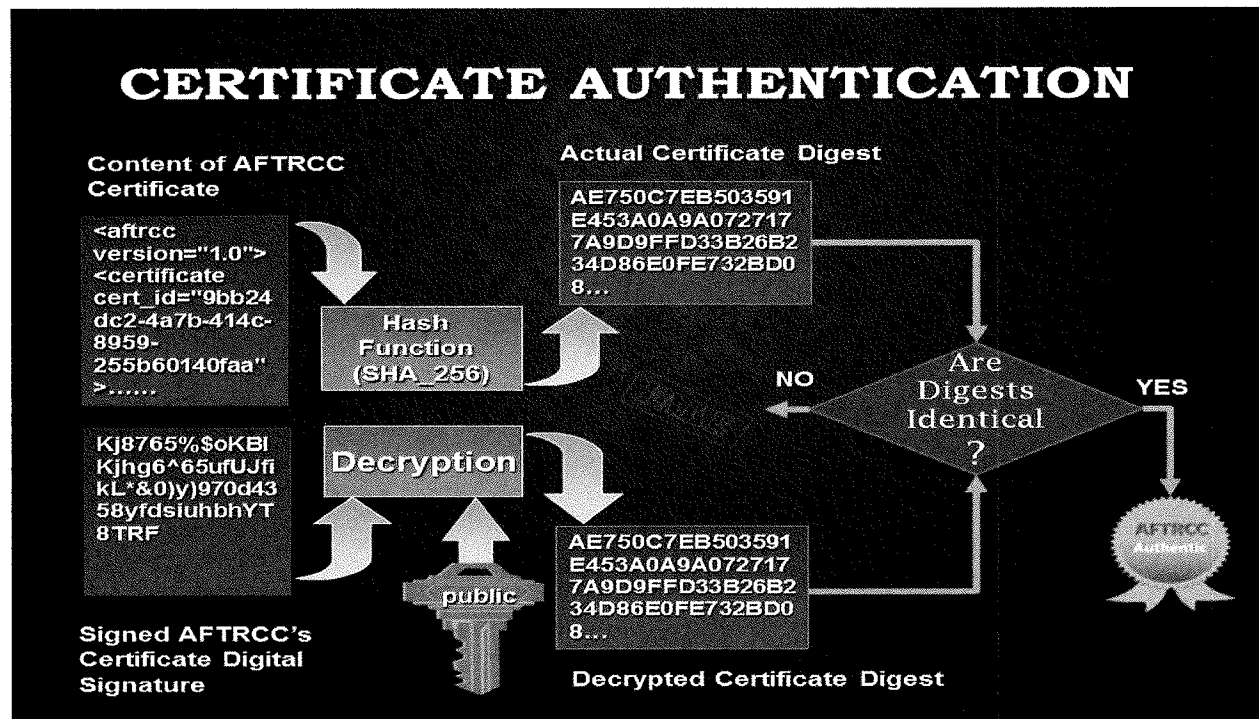 CERTIFICATE AUTHENTICATION
Content of AFTRCC
Certificate
<aftrcc
version="1.0">
<certificate
cert_id="9bb24
dc2-4a7b-414c-
8959-
255b60140faa"
>......
Hash
Function
(SHA_256)
Actual Certificate Digest
AE750C7EB503591
E453A0A9A072717
7A9D9FFD33B26B2
34D86E0FE732BD0
8...
Are
Digests
Identical
?
NO
YES
AFTRCC
Authentic
Kj8765%$oKBI
Kjhg6^65ufUJfi
kL*&0)y)970d43
58yfdsiuhbhYT
8TRF
Decryption
public
Signed AFTRCC's
Certificate Digital
Signature
AE750C7EB503591
E453A0A9A072717
7A9D9FFD33B26B2
34D86E0FE732BD0
8...
Decrypted Certificate Digest